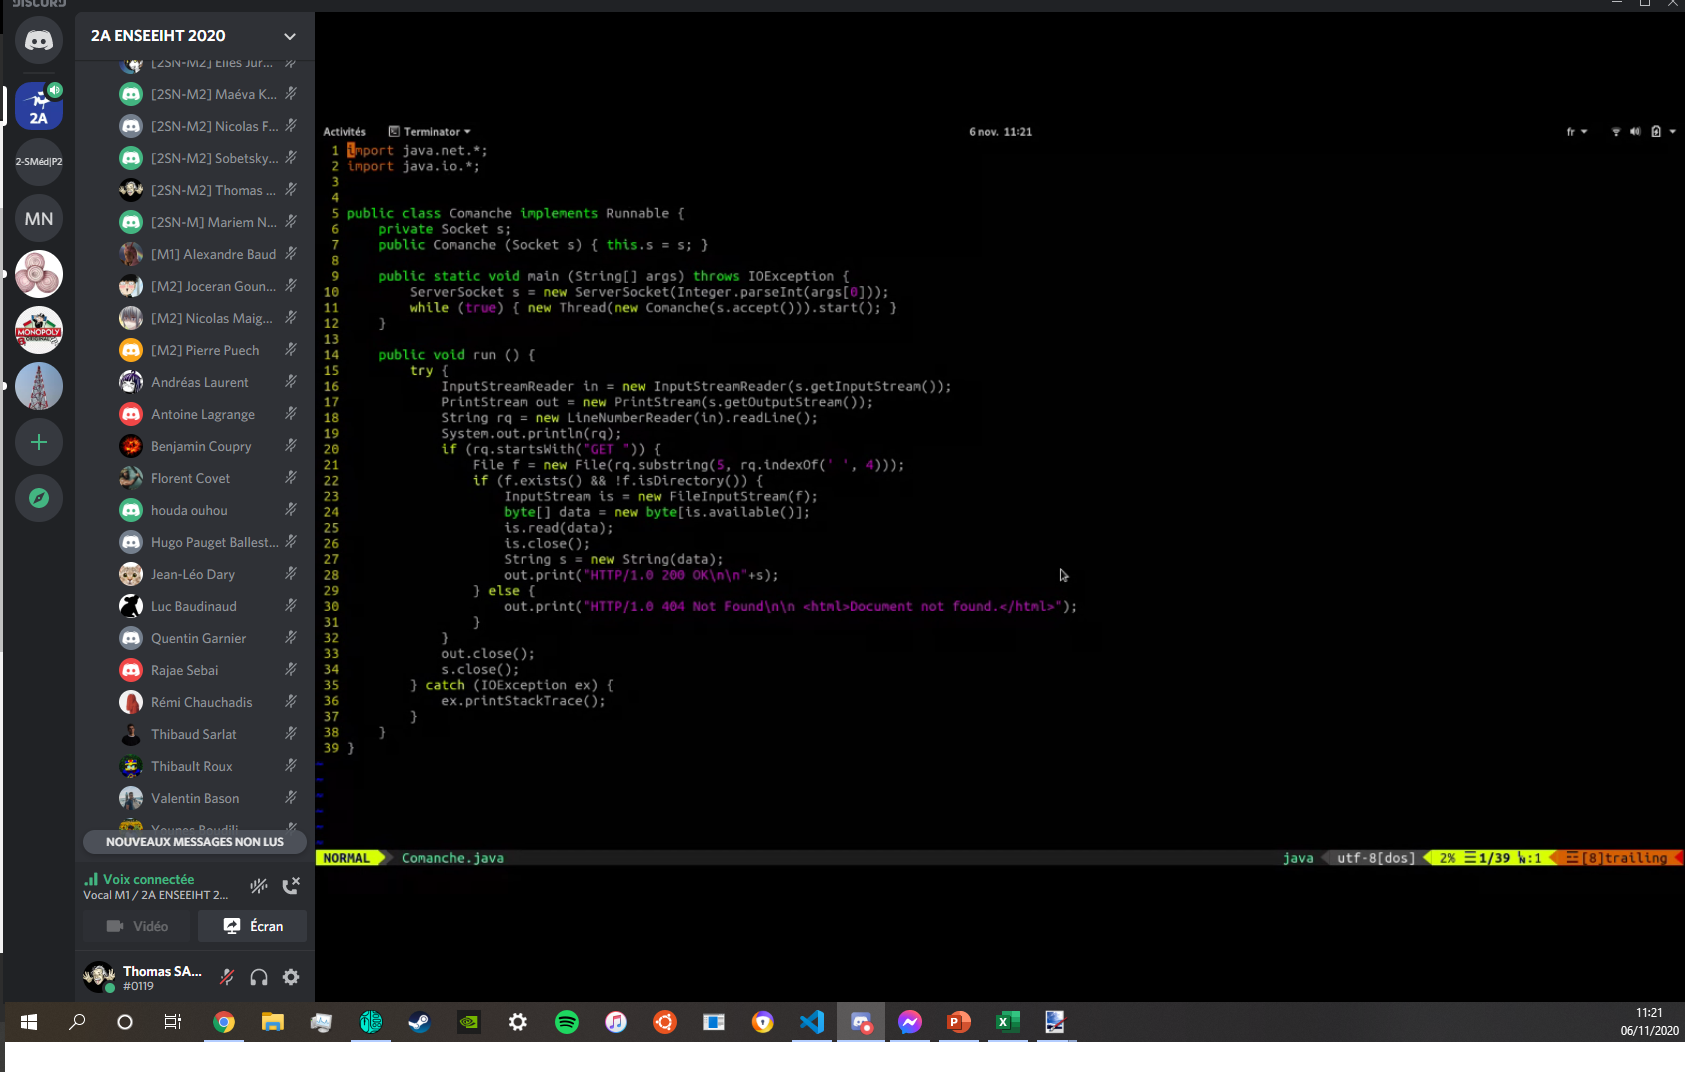 DISCORD
2A ENSEEIHT 2020
[2SN-M2] Elies Jur...
[2SN-M2] Maéva K...
[2SN-M2] Nicolas F...
[2SN-M2] Sobetsky...
[2SN-M2] Thomas ...
[2SN-M] Mariem N...
[M1] Alexandre Baud
[M2] Joceran Goun...
[M2] Nicolas Maig...
[M2] Pierre Puech
Andréas Laurent
Antoine Lagrange
Benjamin Coupry
Florent Covet
houda ouhou
Hugo Pauget Ballest...
Jean-Léo Dary
Luc Baudinaud
Quentin Garnier
Rajae Sebai
Rémi Chauchadis
Thibaud Sarlat
Thibault Roux
Valentin Bason
Younes Boudili
NOUVEAUX MESSAGES NON LUS
Voix connectée
Vocal M1 / 2A ENSEEIHT 2...
Vidéo
Écran
Thomas SA...
#0119
2A
2-SMéd|P2
MN
MONOPOLY
Activités Terminator 6 nov. 11:21 fr
1 import java.net.*;
2 import java.io.*;
3
4
5 public class Comanche implements Runnable {
6 private Socket s;
7 public Comanche (Socket s) { this.s = s; }
8
9 public static void main (String[] args) throws IOException {
10 ServerSocket s = new ServerSocket(Integer.parseInt(args[0]));
11 while (true) { new Thread(new Comanche(s.accept())).start(); }
12 }
13
14 public void run () {
15 try {
16 InputStreamReader in = new InputStreamReader(s.getInputStream());
17 PrintStream out = new PrintStream(s.getOutputStream());
18 String rq = new LineNumberReader(in).readLine();
19 System.out.println(rq);
20 if (rq.startsWith("GET ")) {
21 File f = new File(rq.substring(5, rq.indexOf(' ', 4)));
22 if (f.exists() && !f.isDirectory()) {
23 InputStream is = new FileInputStream(f);
24 byte[] data = new byte[is.available()];
25 is.read(data);
26 is.close();
27 String s = new String(data);
28 out.print("HTTP/1.0 200 OK\n\n"+s);
29 } else {
30 out.print("HTTP/1.0 404 Not Found\n\n <html>Document not found.</html>");
31 }
32 }
33 out.close();
34 s.close();
35 } catch (IOException ex) {
36 ex.printStackTrace();
37 }
38 }
39 }
~
~
~
~
~
~
NORMAL Comanche.java java utf-8[dos] 2% ☰ 1/39 :1 [8]trailing
11:21
06/11/2020